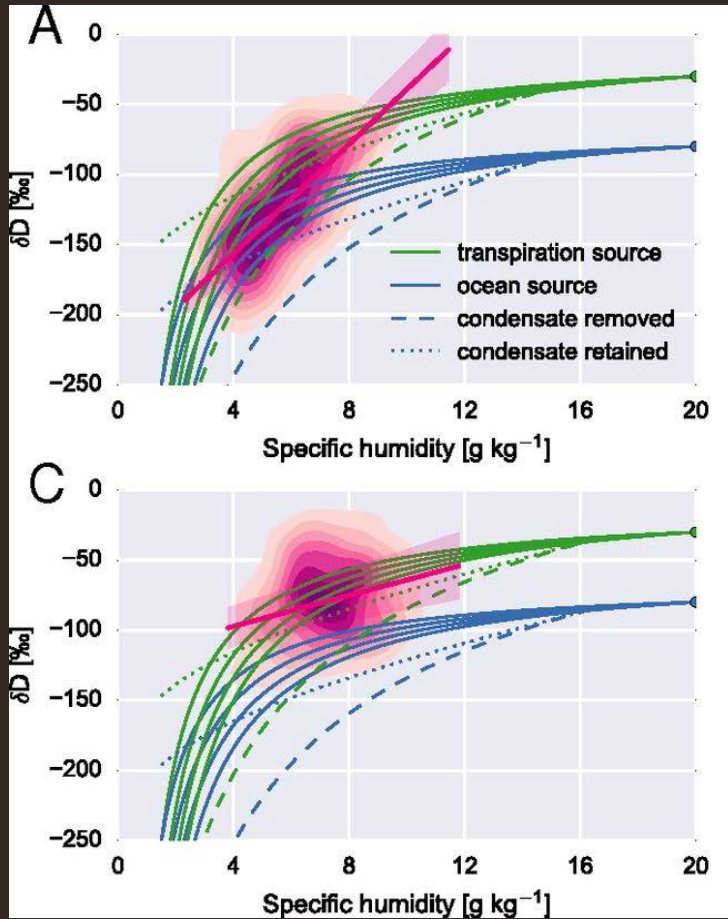 A
0
−50
−100
−150
−200
−250
δD [‰]
transpiration source
ocean source
condensate removed
condensate retained
0 4 8 12 16 20
Specific humidity [g kg⁻¹]
C
0
−50
−100
−150
−200
−250
δD [‰]
0 4 8 12 16 20
Specific humidity [g kg⁻¹]